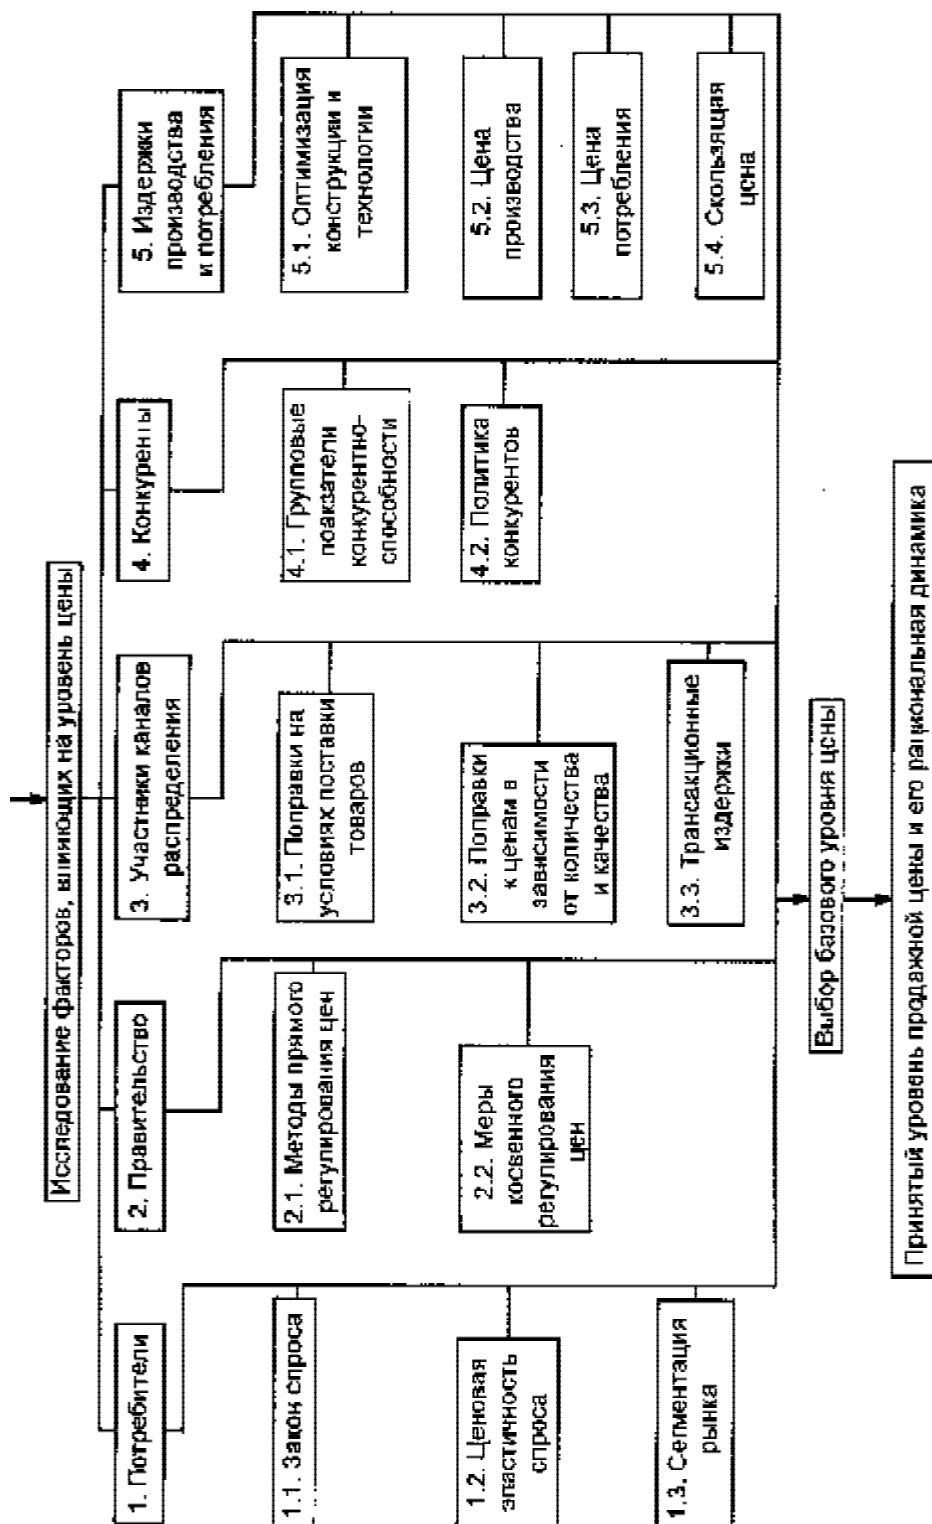 Исследование факторов, влияющих на уровень цены
1. Потребители
1.1. Закон спроса
1.2. Ценовая
эластичность
спроса
1.3. Сегментация
рынка
2. Правительство
2.1. Методы прямого
регулирования цен
2.2. Меры
косвенного
регулирования
цен
3. Участники каналов
распределения
3.1. Поправки на
условиях поставки
товаров
3.2. Поправки
к ценам в
зависимости
от количества
и качества
3.3. Трансакционные
издержки
4. Конкуренты
4.1. Групповые
поакзатели
конкурентно-
способности
4.2. Политика
конкурентов
5. Издержки
производства
и потребления
5.1. Оптимизация
конструкции и
технологии
5.2. Цена
производства
5.3. Цена
потребления
5.4. Скользящая
цена
Выбор базового уровня цены
Принятый уровень продажной цены и его рациональная динамика